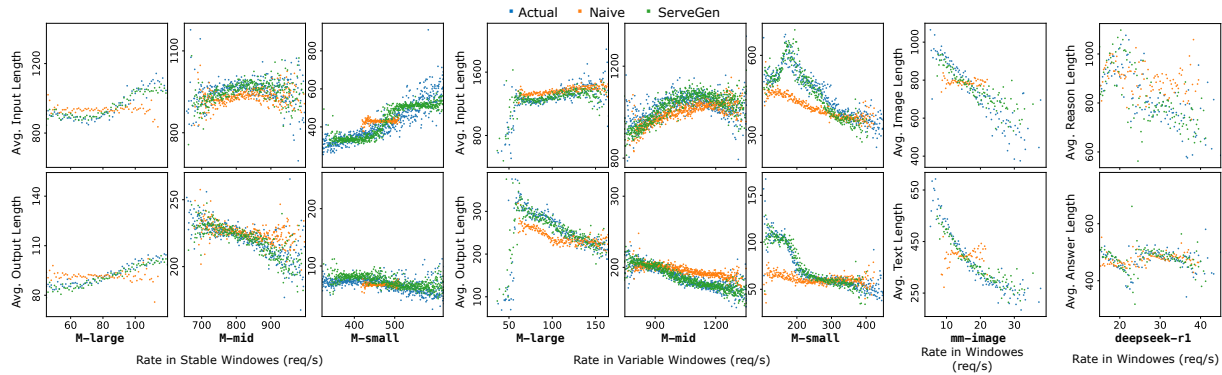 Actual Naive ServeGen
Avg. Input Length
800 1000 1200
800 1100
400 600 800
Avg. Input Length
800 1600
800 1200
300 600
Avg. Image Length
400 600 800 1000
Avg. Reason Length
600 800 1000
Avg. Output Length
80 110 140
200 250
100 200
Avg. Output Length
100 200 300
200
50 100 150
Avg. Text Length
250 450 650
Avg. Answer Length
400 600 800
60 80 100
700 800 900
400 500
50 100 150
900 1200
200 300 400
10 20 30
20 30 40
M-large M-mid M-small M-large M-mid M-small mm-image deepseek-r1
Rate in Stable Windowes (req/s)
Rate in Variable Windowes (req/s)
Rate in Windows
(req/s)
Rate in Windows (req/s)